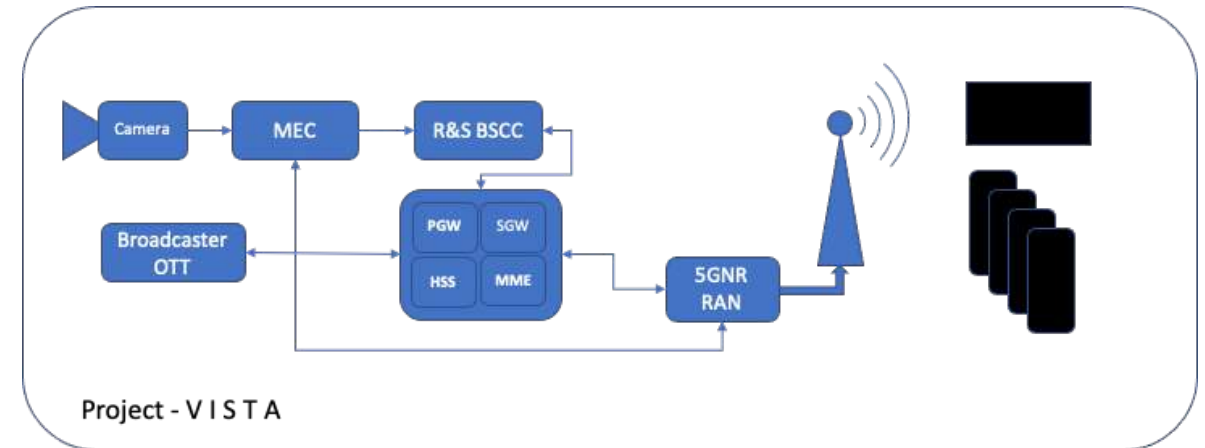 Camera
MEC
R&S BSCC
PGW
SGW
Broadcaster
OTT
HSS
MME
5GNR
RAN
Project - V I S T A